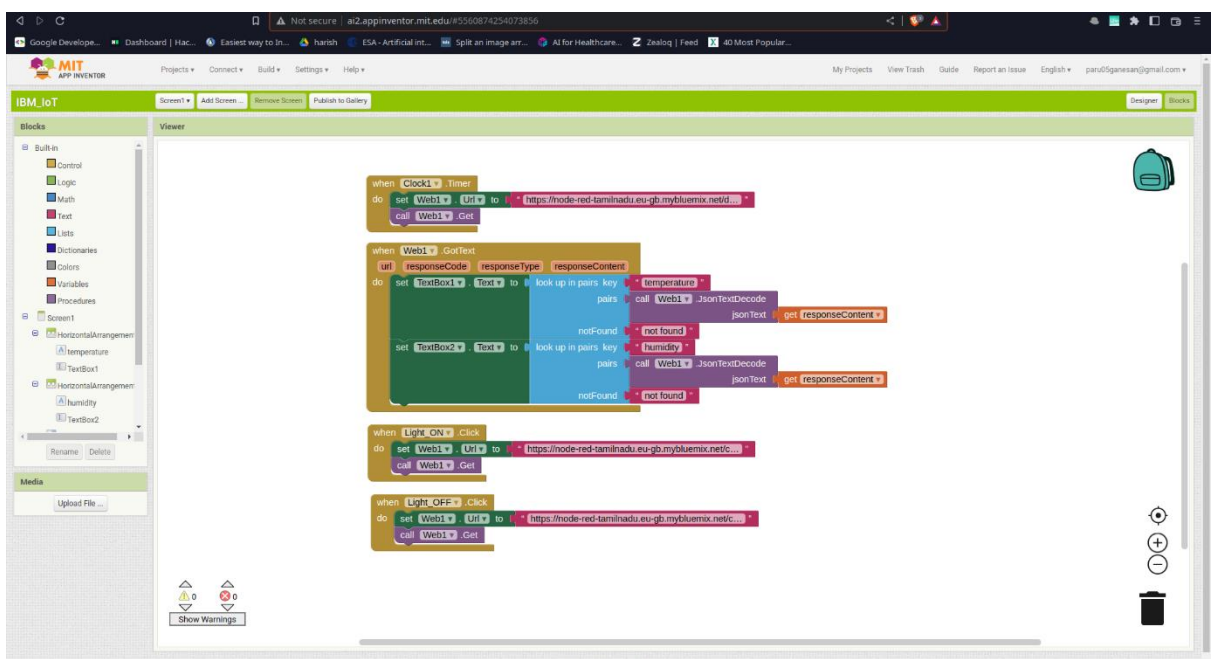 Not secure | ai2.appinventor.mit.edu/#5560874254073856
Google Develope... Dashboard | Hac... Easiest way to In... harish ESA - Artificial int... Split an image arr... AI for Healthcare... Zealoq | Feed 40 Most Popular...
MIT
APP INVENTOR
Projects Connect Build Settings Help My Projects View Trash Guide Report an Issue English paru05ganesan@gmail.com
IBM_IoT Screen1 Add Screen ... Remove Screen Publish to Gallery Designer Blocks
Blocks
Viewer
Built-in
Control
Logic
Math
Text
Lists
Dictionaries
Colors
Variables
Procedures
Screen1
HorizontalArrangemen
temperature
TextBox1
HorizontalArrangemen
humidity
TextBox2
Rename Delete
Media
Upload File ...
when Clock1 .Timer
do set Web1 . Url to " https://node-red-tamilnadu.eu-gb.mybluemix.net/d... "
call Web1 .Get
when Web1 .GotText
url responseCode responseType responseContent
do set TextBox1 . Text to look up in pairs key " temperature "
pairs call Web1 .JsonTextDecode
jsonText get responseContent
notFound " not found "
set TextBox2 . Text to look up in pairs key " humidity "
pairs call Web1 .JsonTextDecode
jsonText get responseContent
notFound " not found "
when Light_ON .Click
do set Web1 . Url to " https://node-red-tamilnadu.eu-gb.mybluemix.net/c... "
call Web1 .Get
when Light_OFF .Click
do set Web1 . Url to " https://node-red-tamilnadu.eu-gb.mybluemix.net/c... "
call Web1 .Get
0 0
Show Warnings